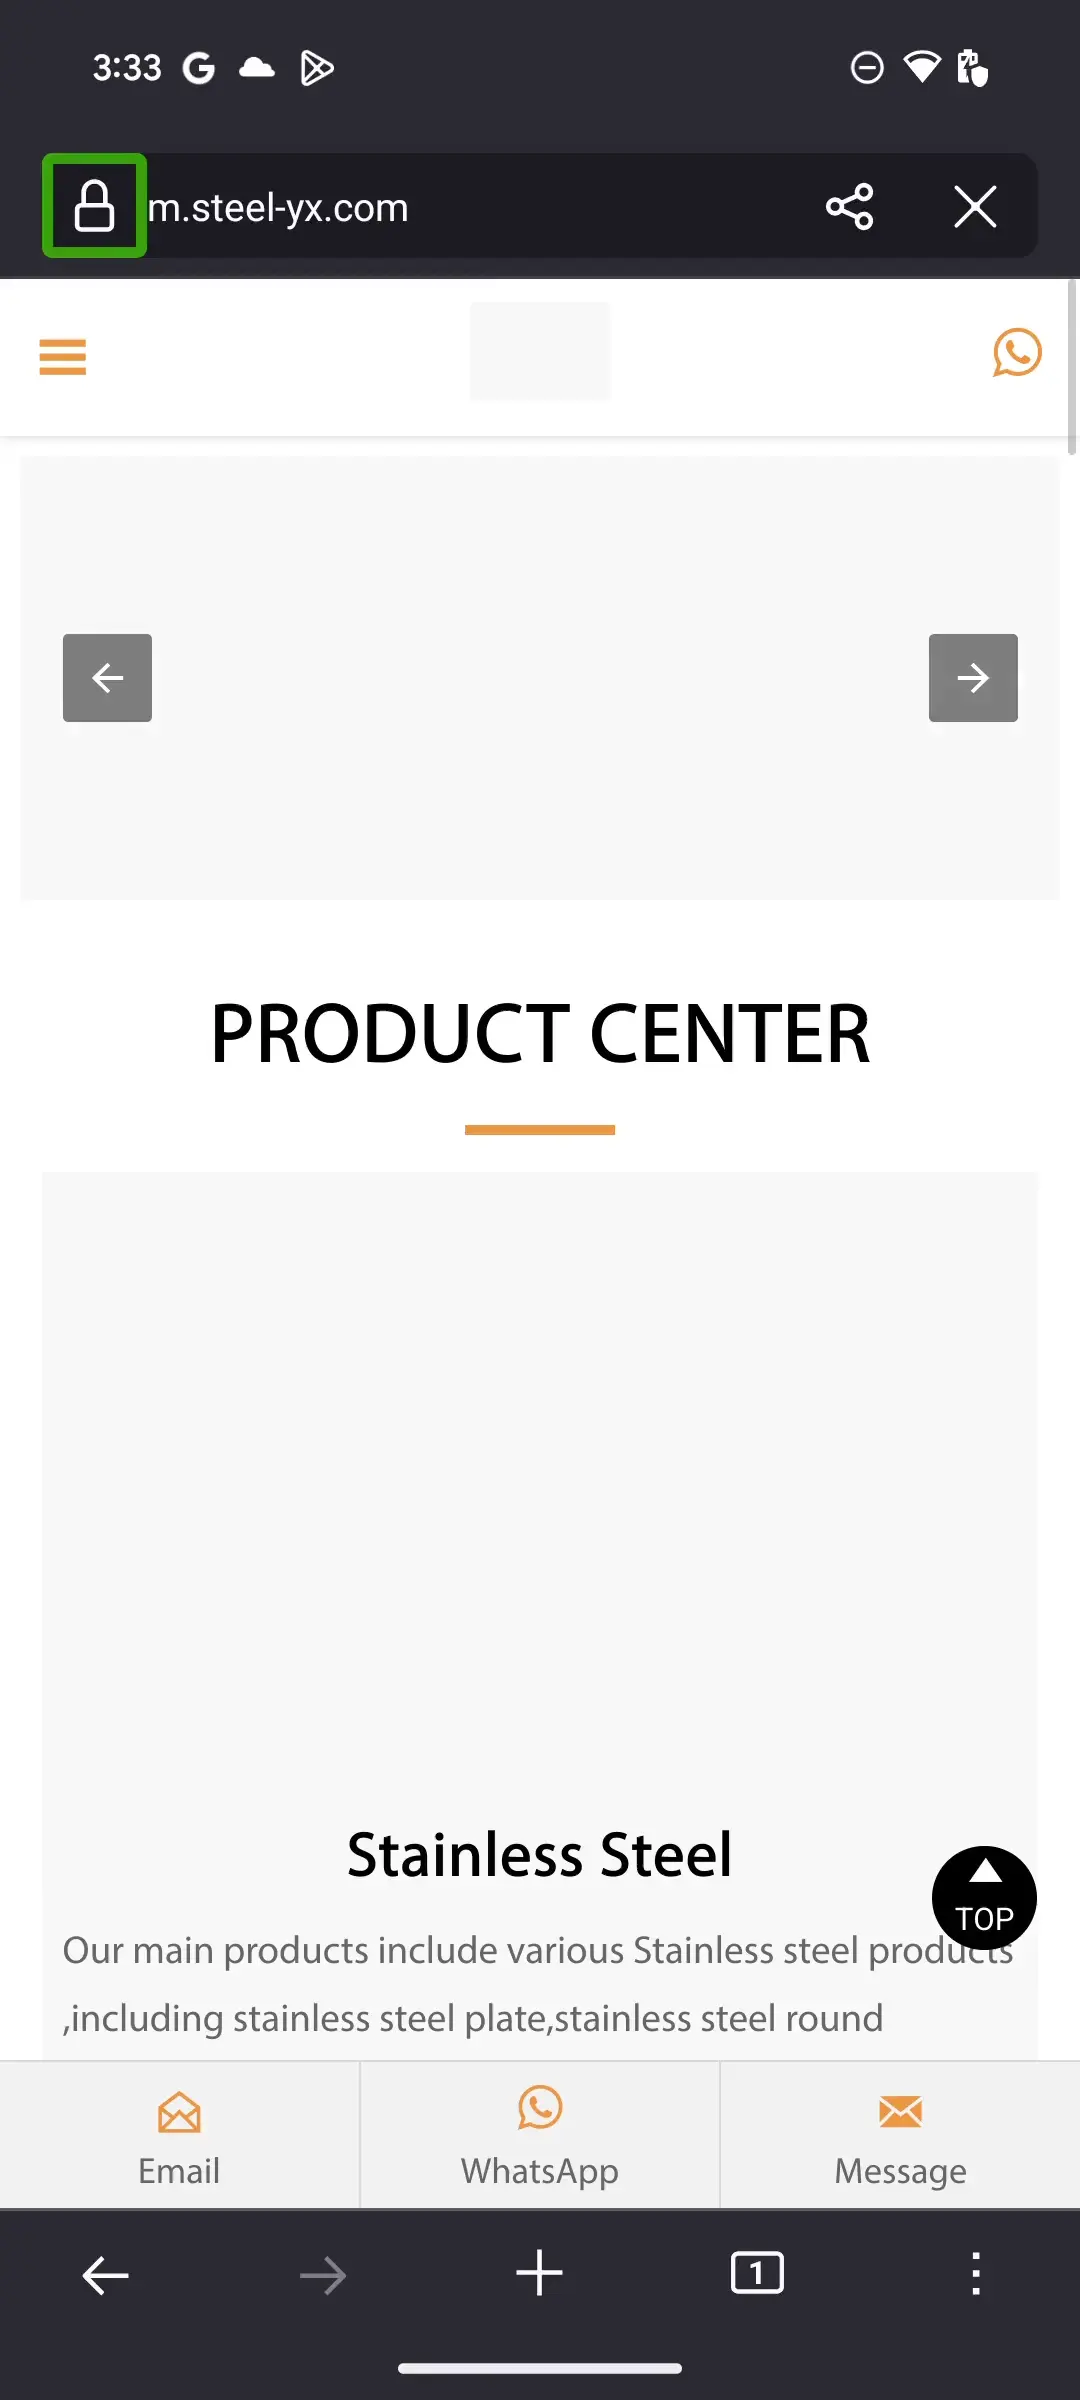 3:33
m.steel-yx.com
PRODUCT CENTER
Stainless Steel
TOP
Our main products include various Stainless steel products
,including stainless steel plate,stainless steel round
Email
WhatsApp
Message
1